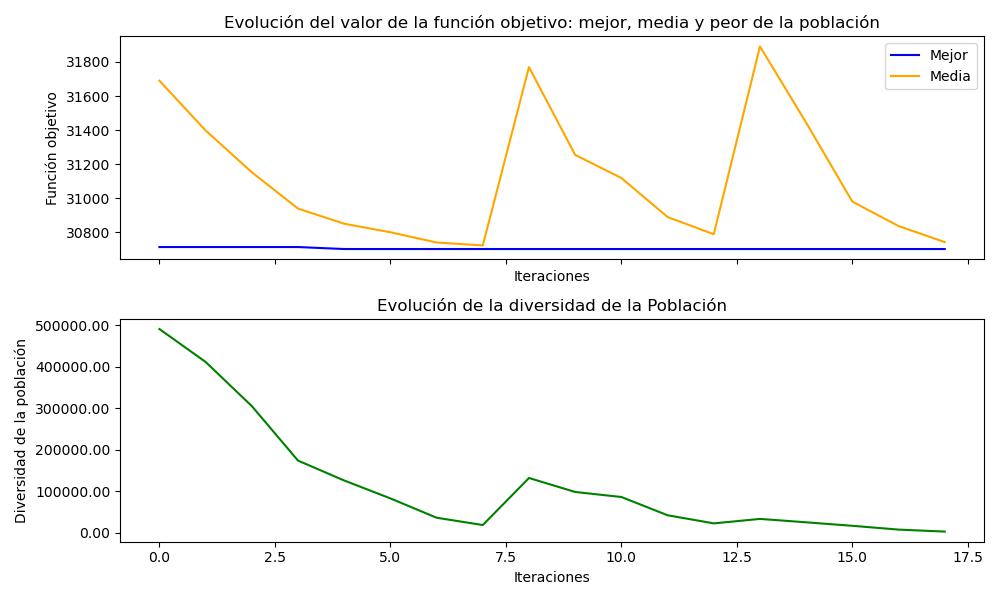 Evolución del valor de la función objetivo: mejor, media y peor de la población
Función objetivo
31800
31600
31400
31200
31000
30800
Mejor
Media
Iteraciones
Evolución de la diversidad de la Población
Diversidad de la población
500000.00
400000.00
300000.00
200000.00
100000.00
0.00
0.0 2.5 5.0 7.5 10.0 12.5 15.0 17.5
Iteraciones